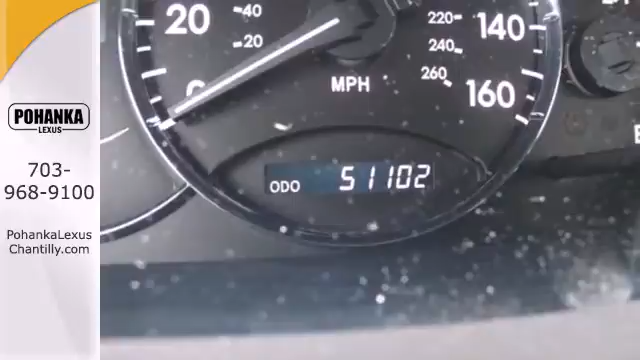 POHANKA
LEXUS
703-
968-9100
PohankaLexus
Chantilly.com
20
40
20
0
MPH
220
240
260
140
160
ODO 51102